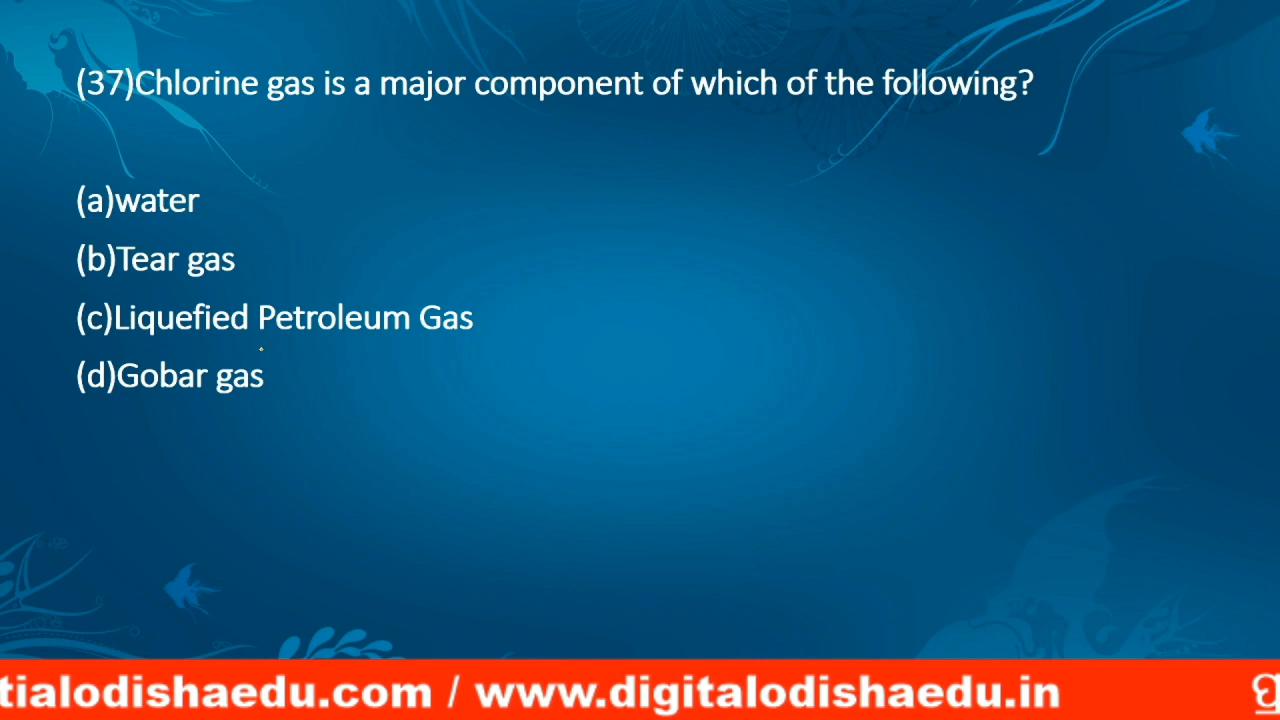 (37)Chlorine gas is a major component of which of the following?
(a)water
(b)Tear gas
(c)Liquefied Petroleum Gas
(d)Gobar gas
tialodishaedu.com / www.digitalodishaedu.in